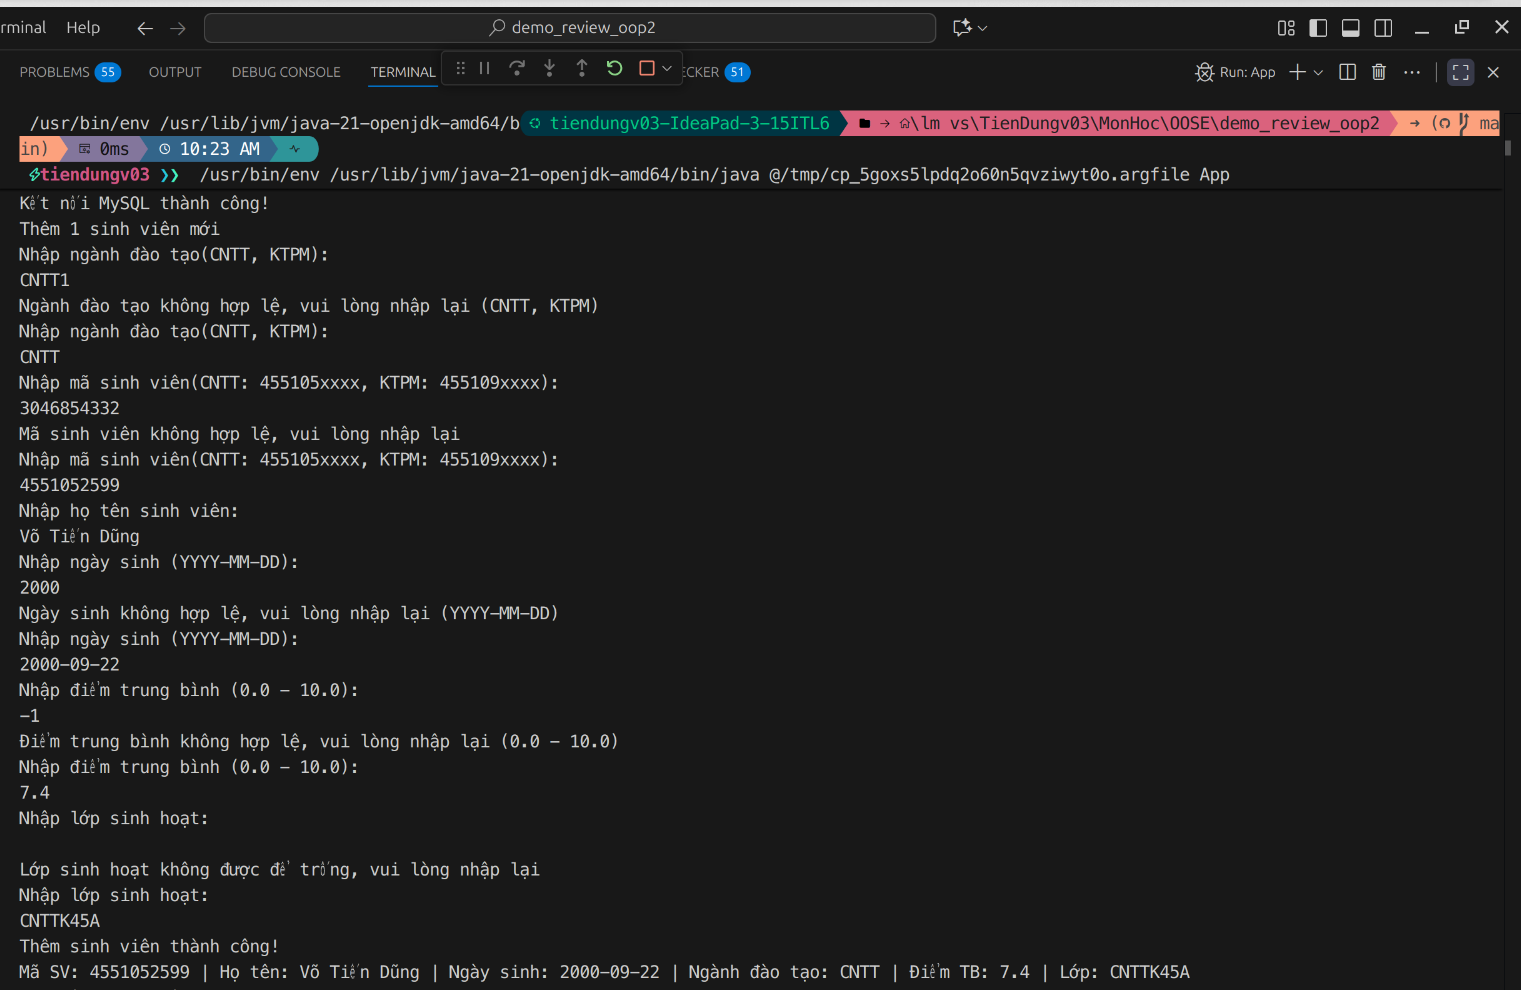 rminal Help demo_review_oop2
PROBLEMS 55 OUTPUT DEBUG CONSOLE TERMINAL ECKER 51 Run: App
/usr/bin/env /usr/lib/jvm/java-21-openjdk-amd64/b tiendungv03-IdeaPad-3-15ITL6 → \lm vs\TienDungv03\MonHoc\OOSE\demo_review_oop2 → ( ma
in) 0ms 10:23 AM
tiendungv03 ❯❯ /usr/bin/env /usr/lib/jvm/java-21-openjdk-amd64/bin/java @/tmp/cp_5goxs5lpdq2o60n5qvziwyt0o.argfile App
Kết nối MySQL thành công!
Thêm 1 sinh viên mới
Nhập ngành đào tạo(CNTT, KTPM):
CNTT1
Ngành đào tạo không hợp lệ, vui lòng nhập lại (CNTT, KTPM)
Nhập ngành đào tạo(CNTT, KTPM):
CNTT
Nhập mã sinh viên(CNTT: 455105xxxx, KTPM: 455109xxxx):
3046854332
Mã sinh viên không hợp lệ, vui lòng nhập lại
Nhập mã sinh viên(CNTT: 455105xxxx, KTPM: 455109xxxx):
4551052599
Nhập họ tên sinh viên:
Võ Tiến Dũng
Nhập ngày sinh (YYYY-MM-DD):
2000
Ngày sinh không hợp lệ, vui lòng nhập lại (YYYY-MM-DD)
Nhập ngày sinh (YYYY-MM-DD):
2000-09-22
Nhập điểm trung bình (0.0 - 10.0):
-1
Điểm trung bình không hợp lệ, vui lòng nhập lại (0.0 - 10.0)
Nhập điểm trung bình (0.0 - 10.0):
7.4
Nhập lớp sinh hoạt:
Lớp sinh hoạt không được để trống, vui lòng nhập lại
Nhập lớp sinh hoạt:
CNTTK45A
Thêm sinh viên thành công!
Mã SV: 4551052599 | Họ tên: Võ Tiến Dũng | Ngày sinh: 2000-09-22 | Ngành đào tạo: CNTT | Điểm TB: 7.4 | Lớp: CNTTK45A